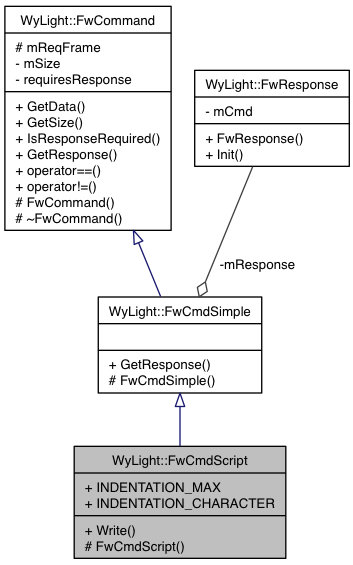 WyLight::FwCommand
# mReqFrame
- mSize
- requiresResponse
+ GetData()
+ GetSize()
+ IsResponseRequired()
+ GetResponse()
+ operator==()
+ operator!=()
# FwCommand()
# ~FwCommand()
WyLight::FwResponse
- mCmd
+ FwResponse()
+ Init()
-mResponse
WyLight::FwCmdSimple
+ GetResponse()
# FwCmdSimple()
WyLight::FwCmdScript
+ INDENTATION_MAX
+ INDENTATION_CHARACTER
+ Write()
# FwCmdScript()